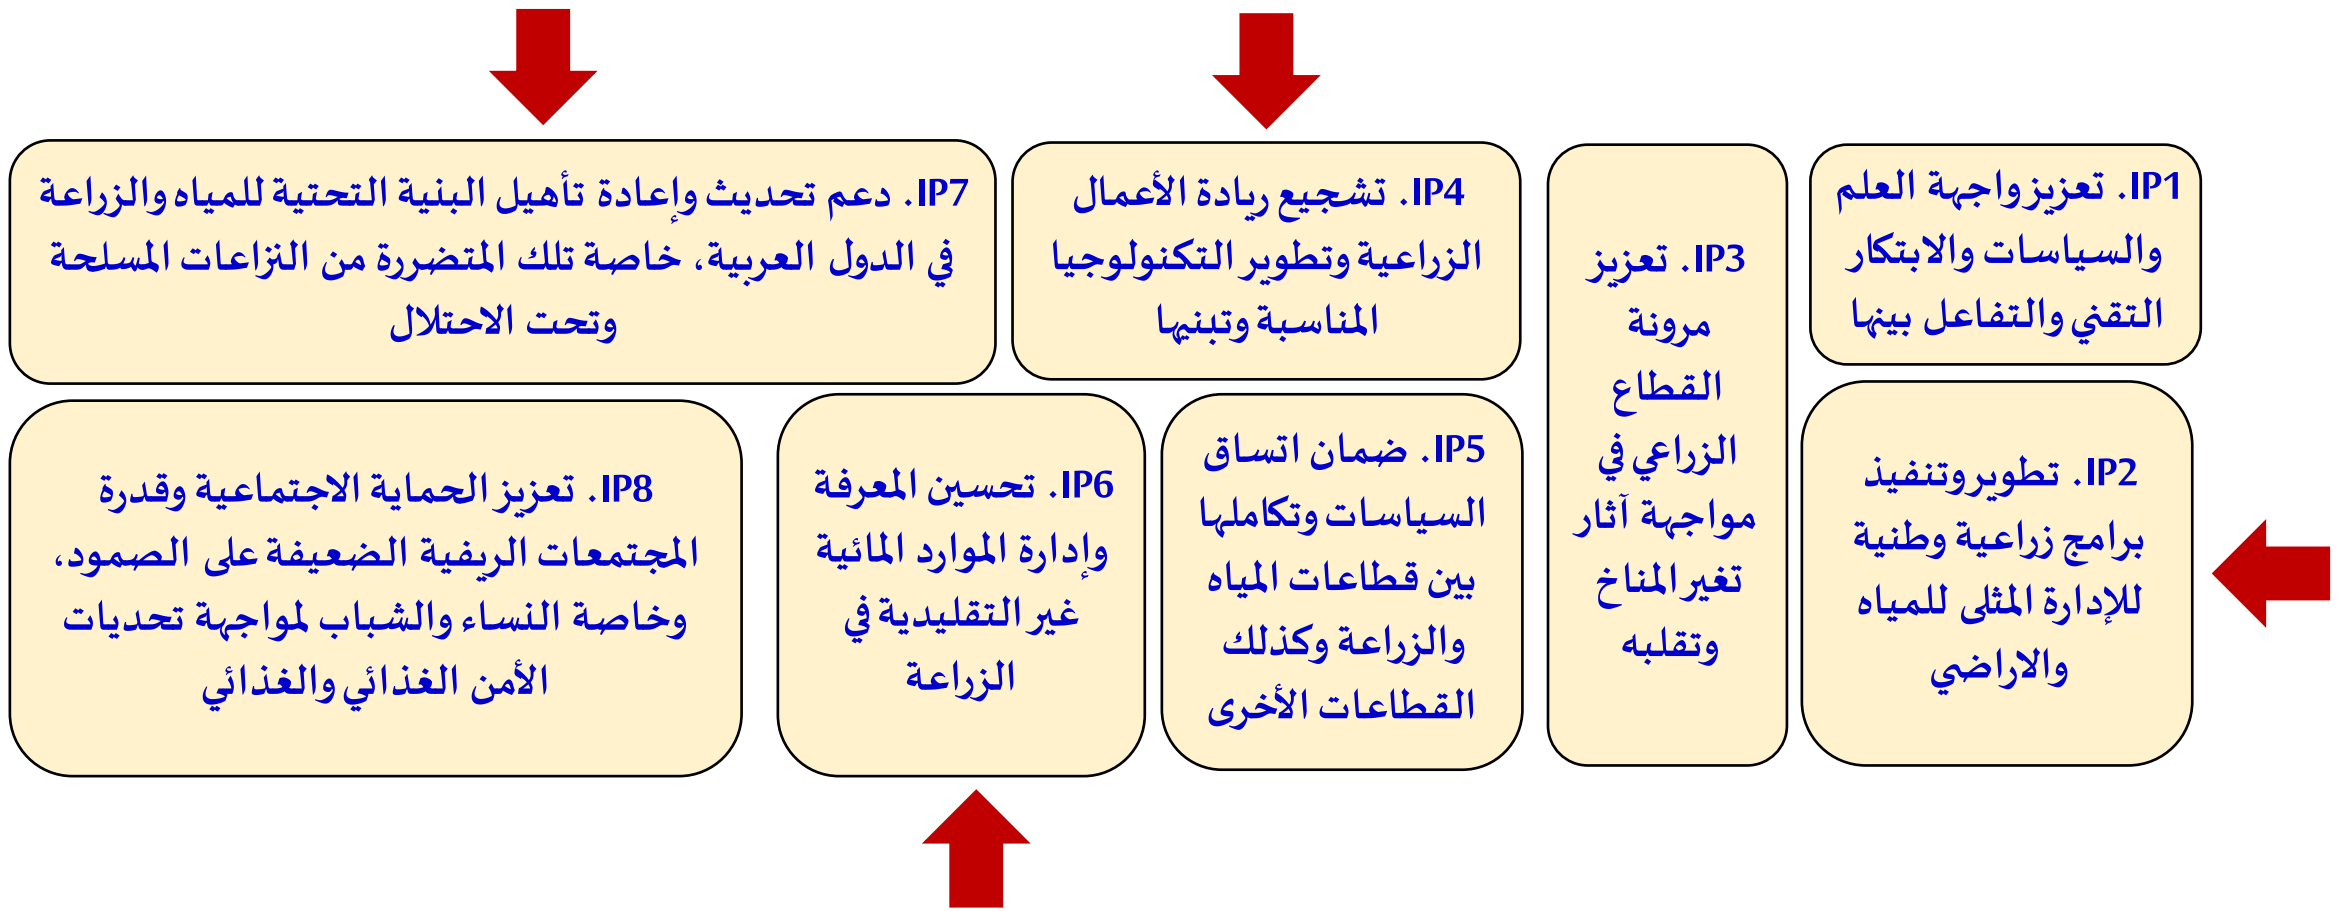 IP1. تعزيز واجهة العلم
والسياسات والابتكار
التقني والتفاعل بينها
IP2. تطوير وتنفيذ
برامج زراعية وطنية
للإدارة المثلى للمياه
والاراضي
IP3. تعزيز
مرونة
القطاع
الزراعي في
مواجهة آثار
تغير المناخ
وتقلبه
IP4. تشجيع ريادة الأعمال
الزراعية وتطوير التكنولوجيا
المناسبة وتبنيها
IP5. ضمان اتساق
السياسات وتكاملها
بين قطاعات المياه
والزراعة وكذلك
القطاعات الأخرى
IP6. تحسين المعرفة
وإدارة الموارد المائية
غير التقليدية في
الزراعة
IP7. دعم تحديث وإعادة تأهيل البنية التحتية للمياه والزراعة
في الدول العربية، خاصة تلك المتضررة من النزاعات المسلحة
وتحت الاحتلال
IP8. تعزيز الحماية الاجتماعية وقدرة
المجتمعات الريفية الضعيفة على الصمود،
وخاصة النساء والشباب لمواجهة تحديات
الأمن الغذائي والغذائي